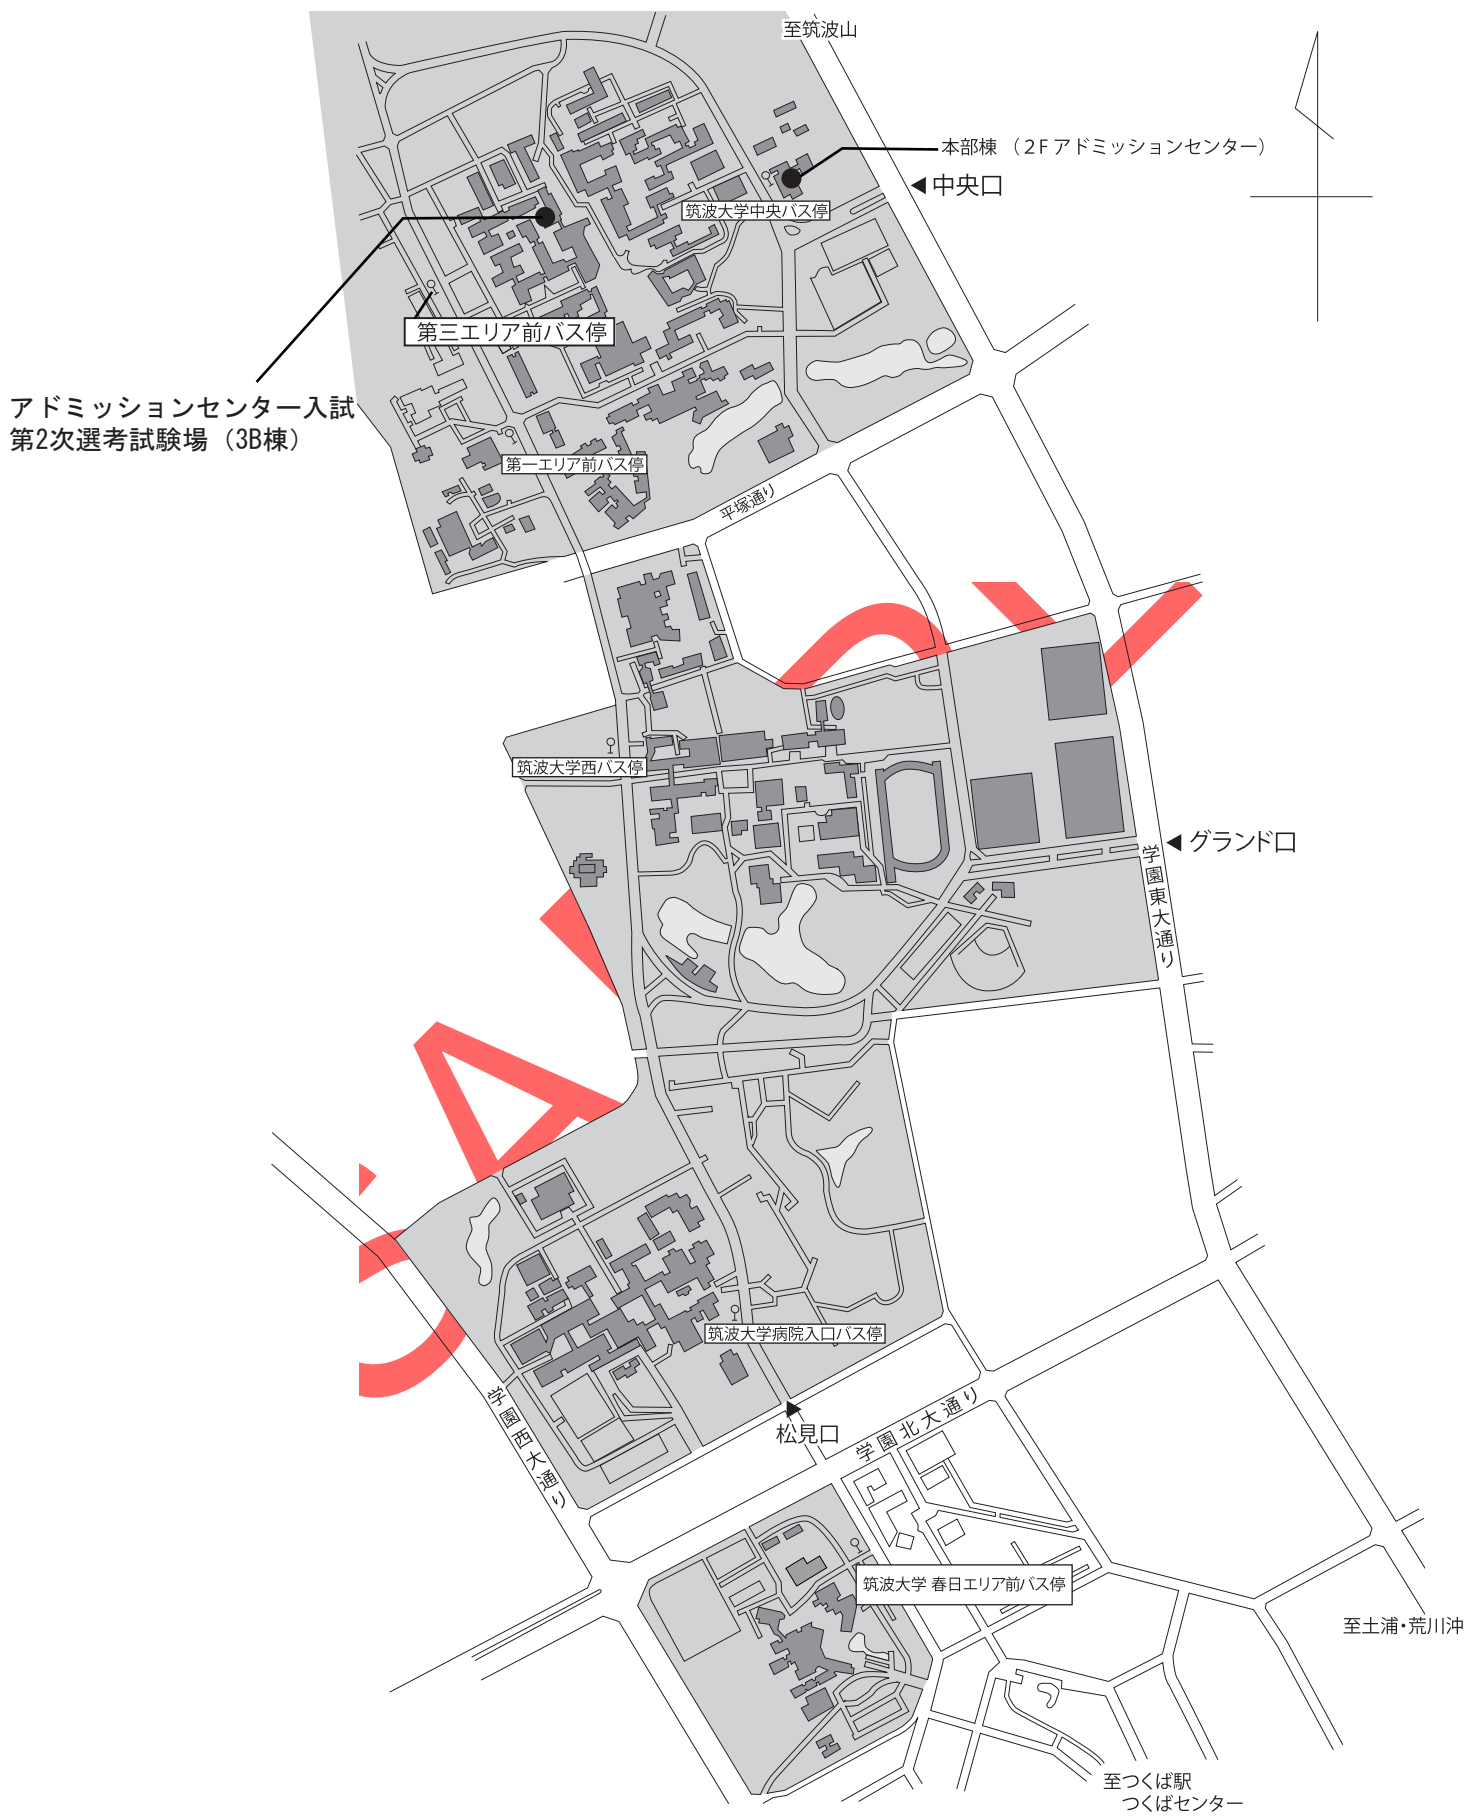 至筑波山
本部棟 （2F アドミッションセンター）
中央口
筑波大学中央バス停
第三エリア前バス停
アドミッションセンター入試
第2次選考試験場（3B棟）
第一エリア前バス停
平塚通り
筑波大学西バス停
グランド口
学園東大通り
筑波大学病院入口バス停
学園西大通り
松見口
学園北大通り
筑波大学 春日エリア前バス停
至土浦・荒川沖
至つくば駅
つくばセンター